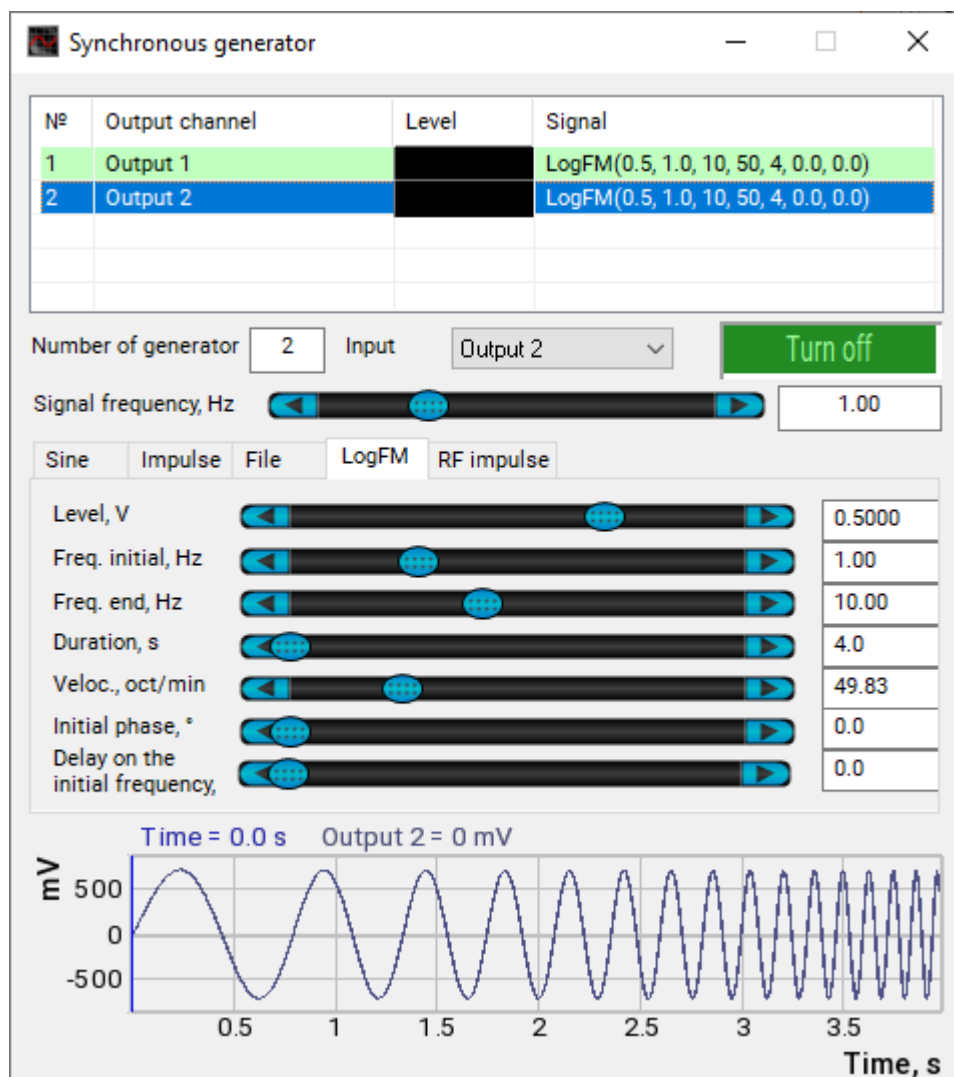 Synchronous generator
№ Output channel Level Signal
1 Output 1 LogFM(0.5, 1.0, 10, 50, 4, 0.0, 0.0)
2 Output 2 LogFM(0.5, 1.0, 10, 50, 4, 0.0, 0.0)
Number of generator 2 Input Output 2 Turn off
Signal frequency, Hz 1.00
Sine Impulse File LogFM RF impulse
Level, V 0.5000
Freq. initial, Hz 1.00
Freq. end, Hz 10.00
Duration, s 4.0
Veloc., oct/min 49.83
Initial phase, ° 0.0
Delay on the
initial frequency, 0.0
Time = 0.0 s Output 2 = 0 mV
mV
500
0
-500
0.5 1 1.5 2 2.5 3 3.5
Time, s